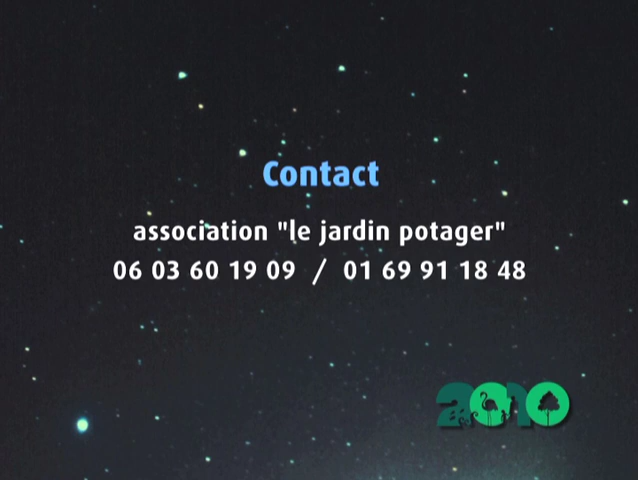 Contact
association "le jardin potager"
06 03 60 19 09 / 01 69 91 18 48
2010